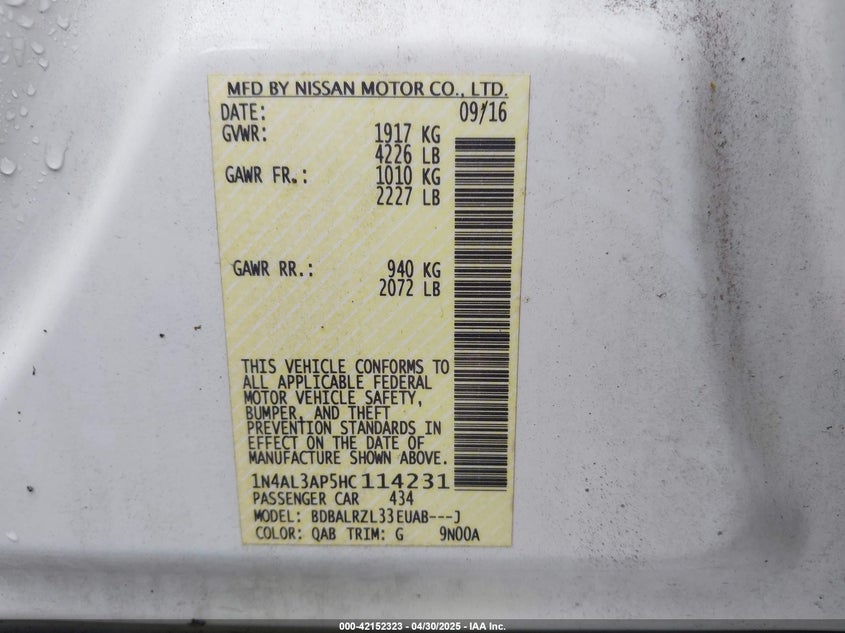 MFD BY NISSAN MOTOR CO., LTD.
DATE: 09/16
GVWR: 1917 KG
4226 LB
GAWR FR.: 1010 KG
2227 LB
GAWR RR.: 940 KG
2072 LB
THIS VEHICLE CONFORMS TO
ALL APPLICABLE FEDERAL
MOTOR VEHICLE SAFETY,
BUMPER, AND THEFT
PREVENTION STANDARDS IN
EFFECT ON THE DATE OF
MANUFACTURE SHOWN ABOVE.
1N4AL3AP5HC114231
PASSENGER CAR 434
MODEL: BDBALRZL33EUAB---J
COLOR: QAB TRIM: G 9N00A
000-42152323 - 04/30/2025 - IAA Inc.